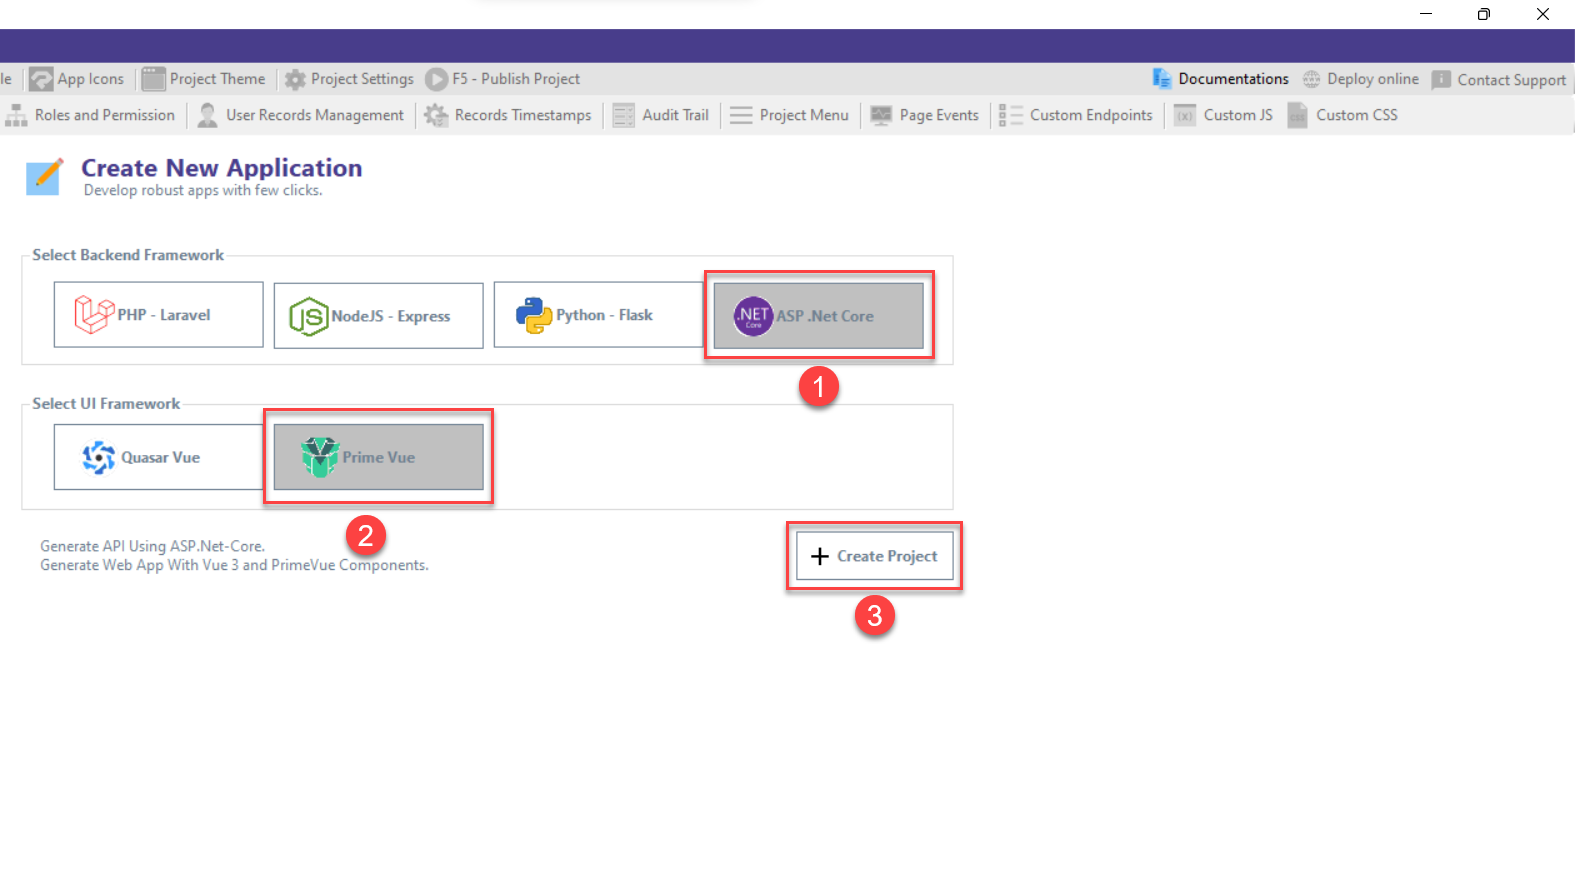 le App Icons Project Theme Project Settings F5 - Publish Project Documentations Deploy online Contact Support
Roles and Permission User Records Management Records Timestamps Audit Trail Project Menu Page Events Custom Endpoints (x) Custom JS CSS Custom CSS
Create New Application
Develop robust apps with few clicks.
Select Backend Framework
PHP - Laravel JS NodeJS - Express Python - Flask .NET Core ASP .Net Core
1
Select UI Framework
Quasar Vue Prime Vue
2
Generate API Using ASP.Net-Core.
Generate Web App With Vue 3 and PrimeVue Components.
Create Project
3